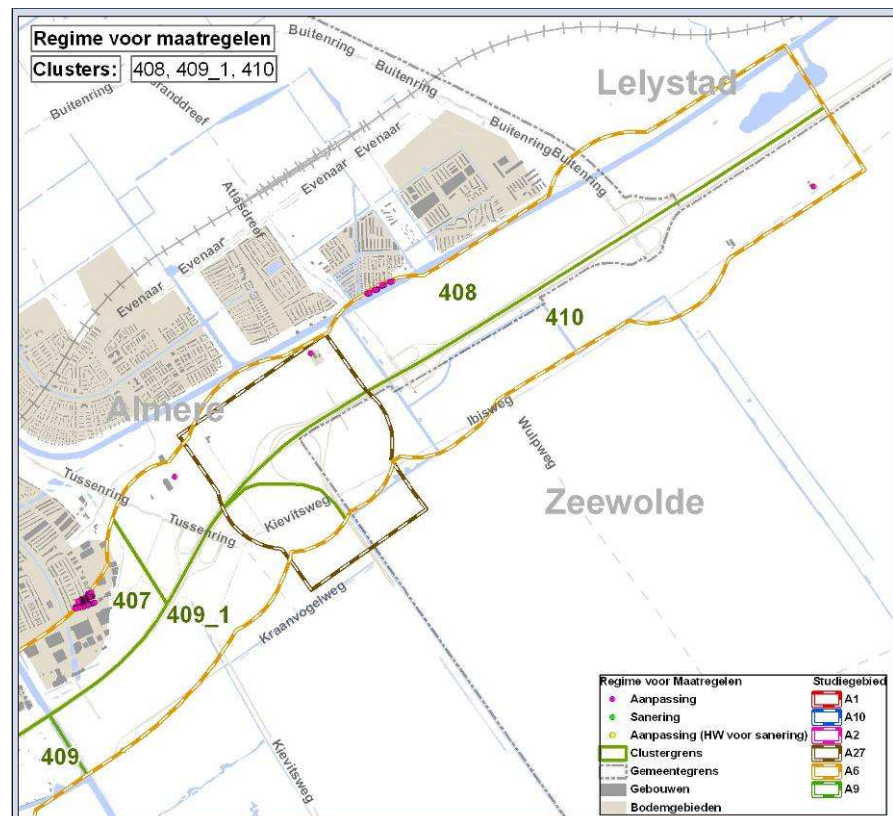 Regime voor maatregelen
Clusters: 408, 409_1, 410
Buitenring
Buitenring
Buitenring
Buitenring
Buitenring
Lelystad
Evenaar
Evenaar
Evenaar
Evenaar
Atlasdreef
408
410
Almere
Ibisweg
Wulpweg
Zeewolde
Tussenring
Tussenring
Kievitsweg
407
409_1
Kraanvogelweg
409
Kievitsweg
Regime voor Maatregelen
Aanpassing
Sanering
Aanpassing (HW voor sanering)
Clustergrens
Gemeentegrens
Gebouwen
Bodemgebieden
Studiegebied
A1
A10
A2
A27
A6
A9